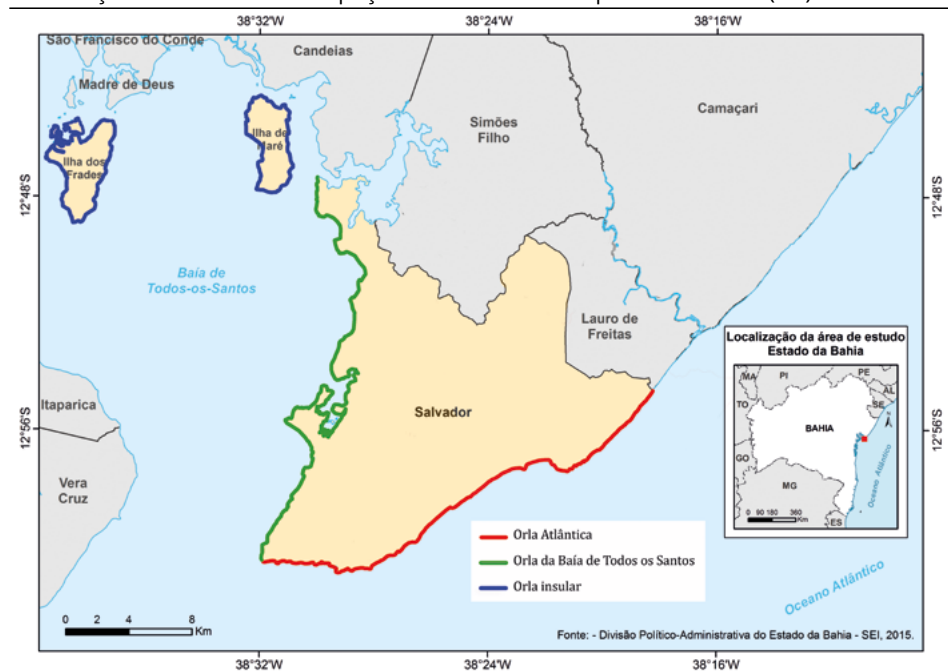 38°32'W 38°24'W 38°16'W
São Francisco do Conde
Candeias
Madre de Deus
Camaçari
Simões
Filho
Ilha dos
Frades
Ilha de
Maré
12°48'S 12°48'S
Baía de
Todos-os-Santos
Lauro de
Freitas
Localização da área de estudo
Estado da Bahia
MA PI PE
AL
TO SE
BAHIA
GO
MG
ES
Oceano Atlântico
N
0 90 180 360
Km
Itaparica
Salvador
12°56'S 12°56'S
Vera
Cruz
Orla Atlântica
Orla da Baía de Todos os Santos
Orla insular
Oceano Atlântico
0 2 4 8
Km
Fonte: - Divisão Político-Administrativa do Estado da Bahia - SEI, 2015.
38°32'W 38°24'W 38°16'W